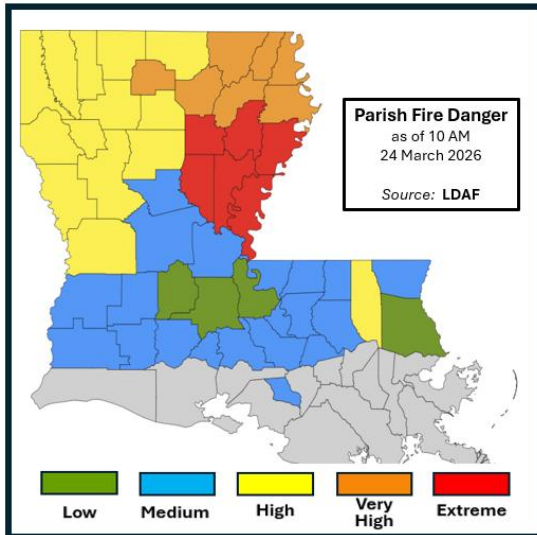 Parish Fire Danger
as of 10 AM
24 March 2026
Source: LDAF
Low
Medium
High
Very
High
Extreme